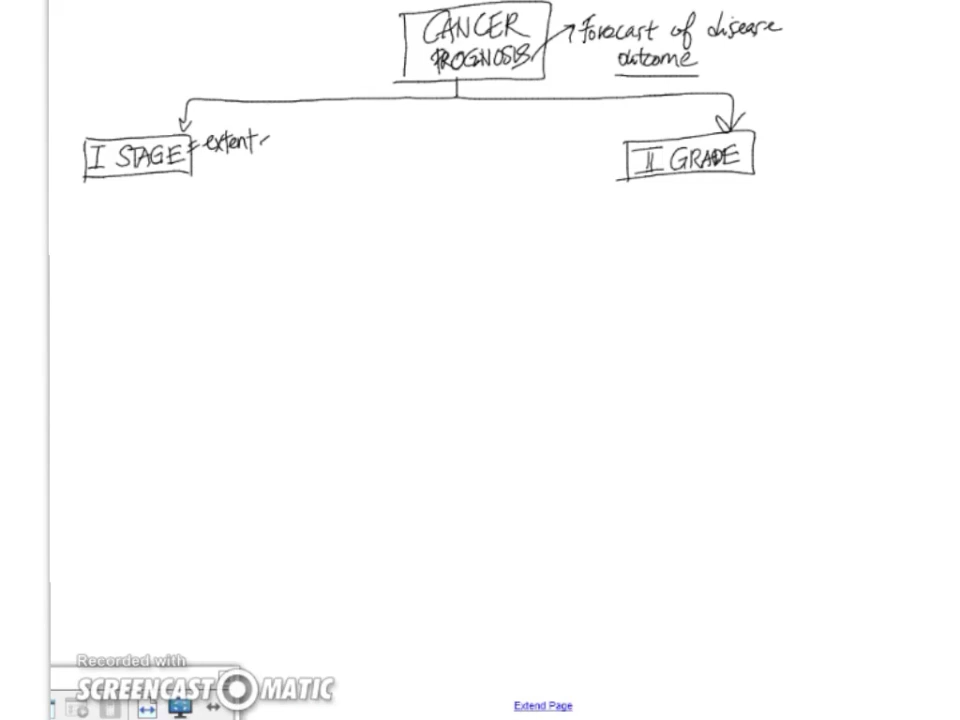 CANCER
PROGNOSIS
Forecast of disease
outcome
I STAGE = extent
II GRADE
Recorded with
SCREENCAST MATIC
Extend Page